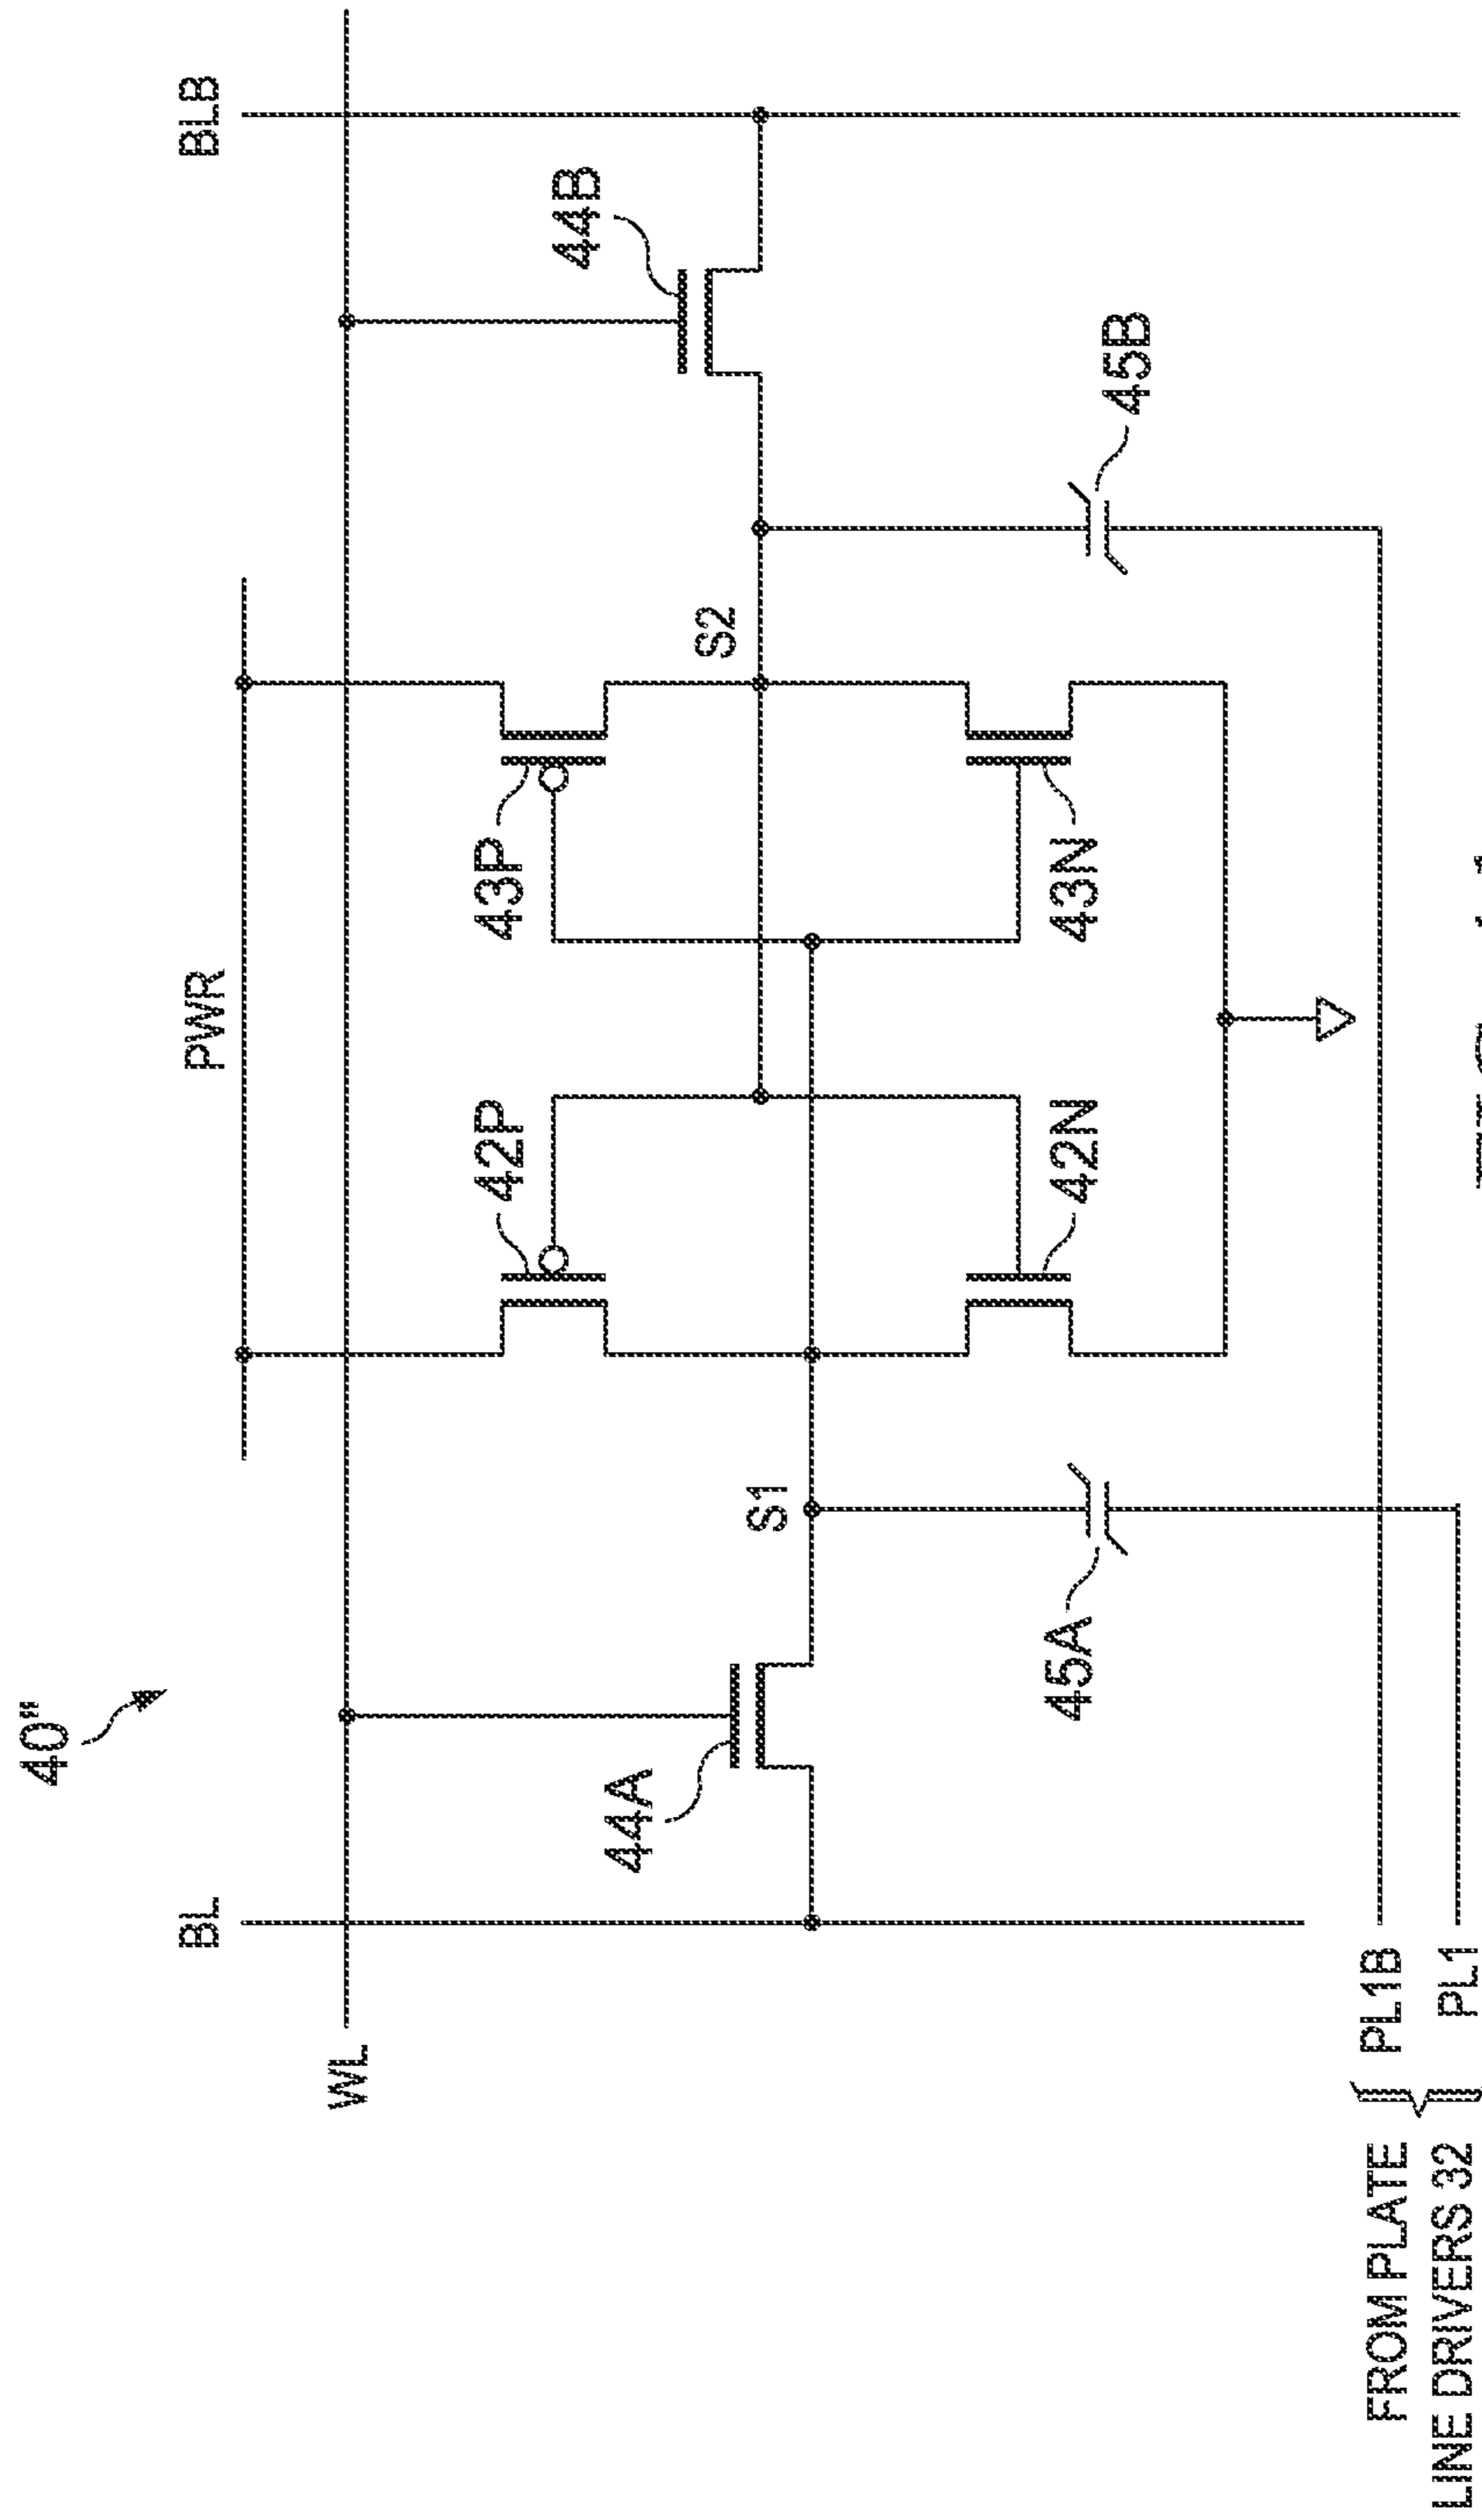 40"
BL
PWR
BLB
WL
44A
44B
42P
43P
S1
S2
45A
42N
43N
45B
FROM PLATE
LINE DRIVERS 32
PL1B
PL1